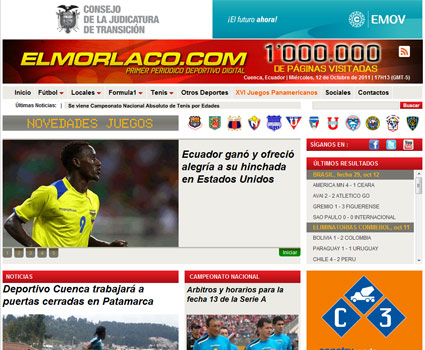 CONSEJO
DE LA JUDICATURA
DE TRANSICIÓN
¡El futuro ahora!
EMOV
ELMORLACO.COM
PRIMER PERIODICO DEPORTIVO DIGITAL
1'000.000
DE PÁGINAS VISITADAS
Cuenca, Ecuador | Miércoles, 12 de Octubre de 2011 | 17H13 (GMT-5)
Inicio Fútbol Locales Formula1 Tenis Otros Deportes XVI Juegos Panamericanos Sociales Contactos
Últimas Noticias: Se viene Campeonato Nacional Absoluto de Tenis por Edades
Buscar
NOVEDADES JUEGOS
SÍGANOS EN :
Ecuador ganó y ofreció
alegría a su hinchada
en Estados Unidos
Iniciar
ÚLTIMOS RESULTADOS
BRASIL, fecha 29, oct 12
AMERICA MN 4 - 1 CEARA
AVAI 2 - 2 ATLETICO GO
GREMIO 1 - 3 FIGUERENSE
SAO PAULO 0 - 0 INTERNACIONAL
ELIMINATORIAS CONMEBOL, oct 11
BOLIVIA 1 - 2 COLOMBIA
PARAGUAY 1 - 1 URUGUAY
CHILE 4 - 2 PERU
NOTICIAS
Deportivo Cuenca trabajará a
puertas cerradas en Patamarca
CAMPEONATO NACIONAL
Arbitros y horarios para la
fecha 13 de la Serie A
C 3